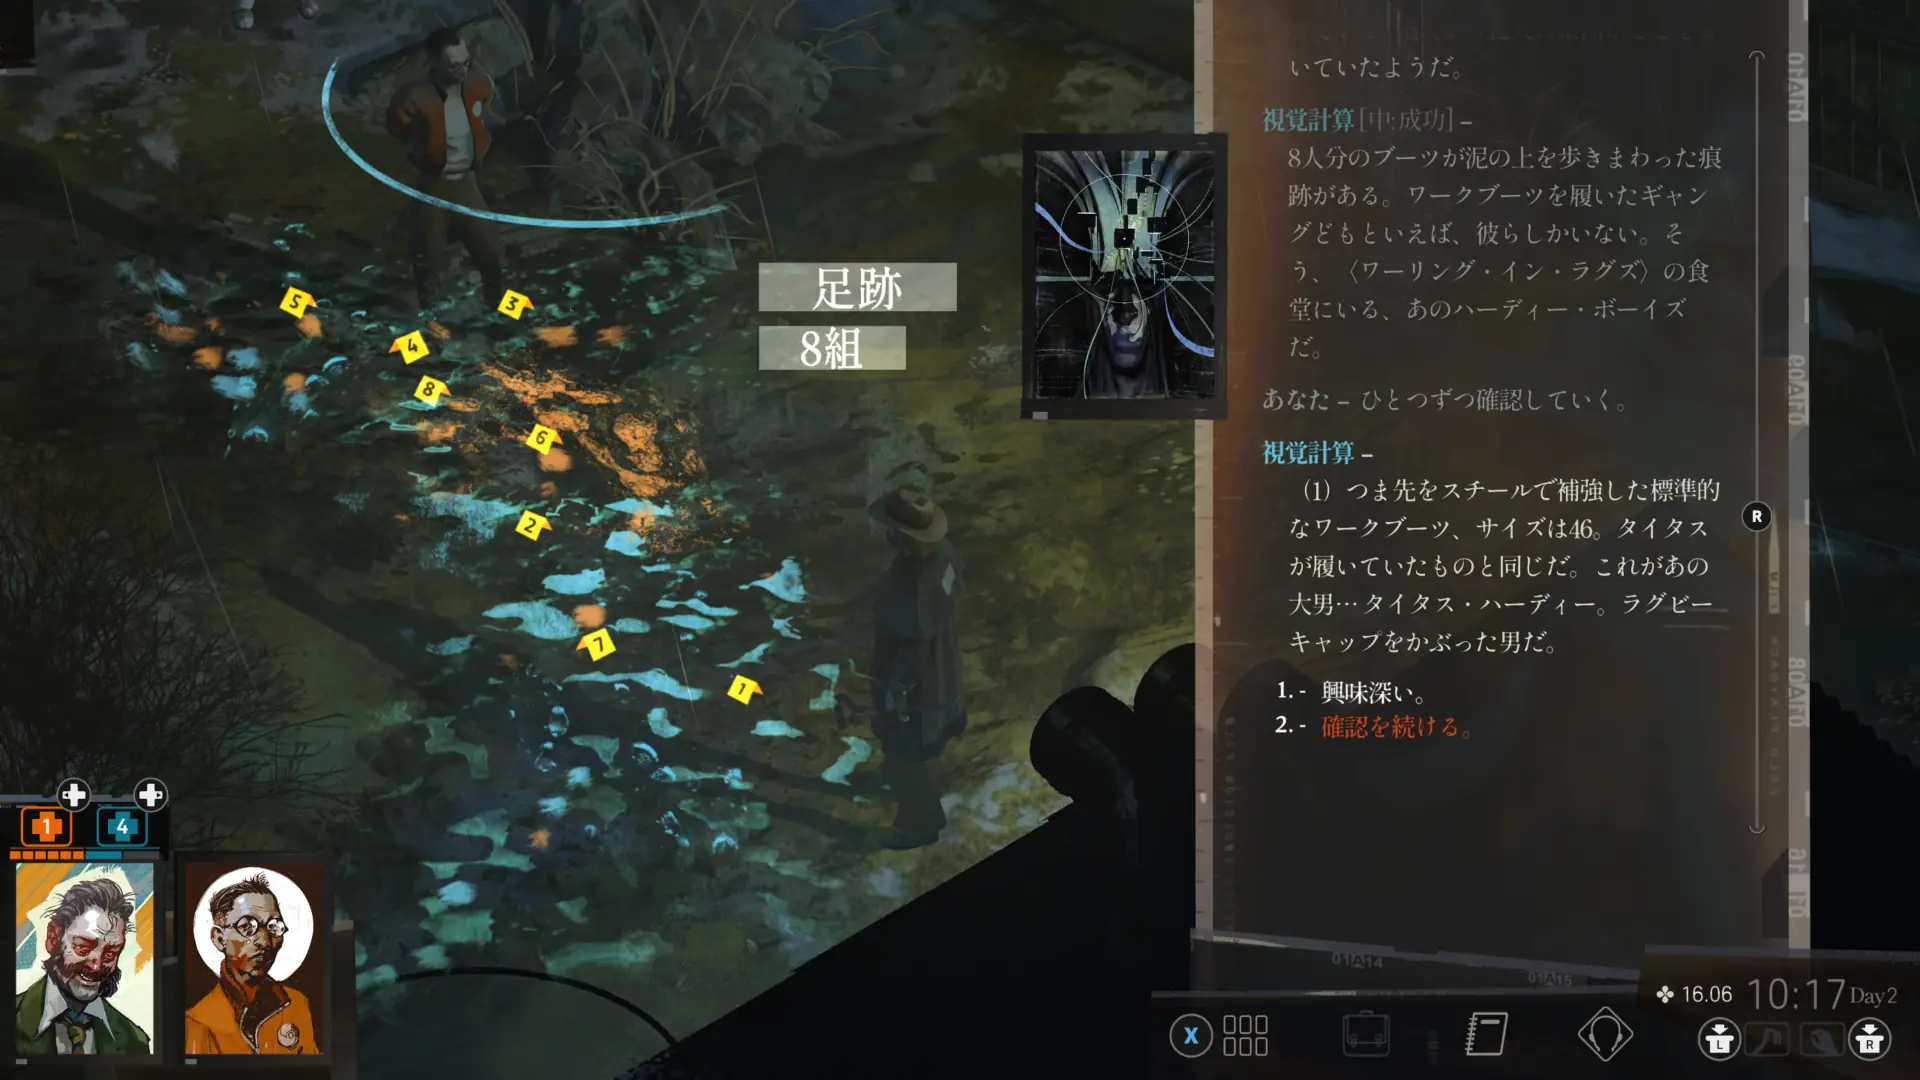 いていたようだ。
視覚計算[中:成功] –
8人分のブーツが泥の上を歩きまわった痕
跡がある。ワークブーツを履いたギャン
グどもといえば、彼らしかいない。そ
う、〈ワーリング・イン・ラグズ〉の食
堂にいる、あのハーディー・ボーイズ
だ。
あなた – ひとつずつ確認していく。
視覚計算 –
（1）つま先をスチールで補強した標準的
なワークブーツ、サイズは46。タイタス
が履いていたものと同じだ。これがあの
大男…タイタス・ハーディー。ラグビー
キャップをかぶった男だ。
1. - 興味深い。
2. - 確認を続ける。
足跡
8組
5
3
4
8
6
2
7
1
R
1
4
01A14
01A15
16.06
10:17 Day2
X
L
R